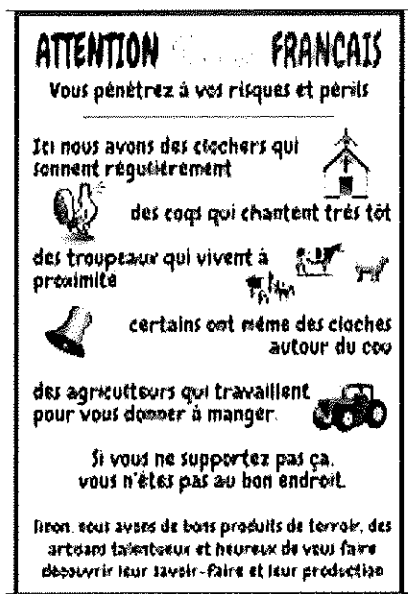 ATTENTION FRANCAIS
Vous pénétrez à vos risques et périls
Ici nous avons des clochers qui
sonnent régulièrement
des coqs qui chantent très tôt
des troupeaux qui vivent à
proximité
certains ont même des cloches
autour du cou
des agriculteurs qui travaillent
pour vous donner à manger.
Si vous ne supportez pas ça,
vous n'êtes pas au bon endroit.
Sinon, nous avons de bons produits de terroir, des
artisans talentueux et heureux de vous faire
découvrir leur savoir-faire et leur production